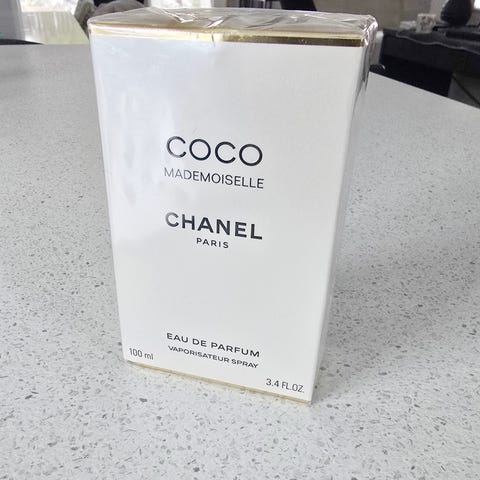 COCO
MADEMOISELLE
CHANEL
PARIS
EAU DE PARFUM
VAPORISATEUR SPRAY
100 ml
3.4 FL.OZ.